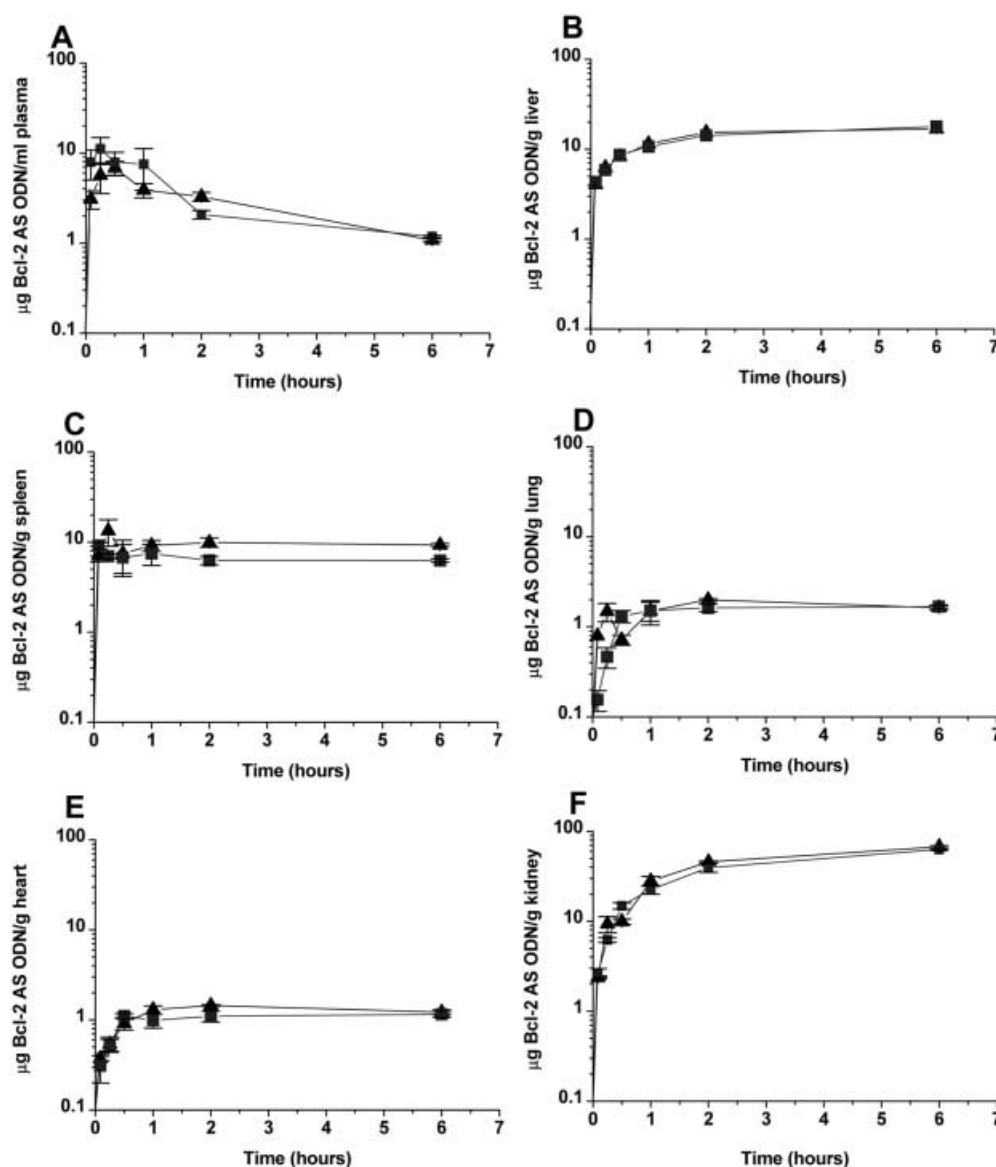 A
µg Bcl-2 AS ODN/ml plasma
100
10
1
0.1
0 1 2 3 4 5 6 7
Time (hours)
B
µg Bcl-2 AS ODN/g liver
100
10
1
0.1
0 1 2 3 4 5 6 7
Time (hours)
C
µg Bcl-2 AS ODN/g spleen
100
10
1
0.1
0 1 2 3 4 5 6 7
Time (hours)
D
µg Bcl-2 AS ODN/g lung
100
10
1
0.1
0 1 2 3 4 5 6 7
Time (hours)
E
µg Bcl-2 AS ODN/g heart
100
10
1
0.1
0 1 2 3 4 5 6 7
Time (hours)
F
µg Bcl-2 AS ODN/g kidney
100
10
1
0.1
0 1 2 3 4 5 6 7
Time (hours)